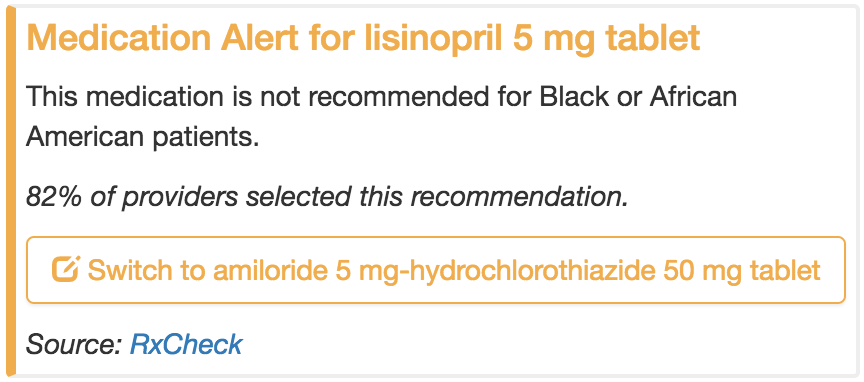 Medication Alert for lisinopril 5 mg tablet
This medication is not recommended for Black or African
American patients.
82% of providers selected this recommendation.
Switch to amiloride 5 mg-hydrochlorothiazide 50 mg tablet
Source: RxCheck